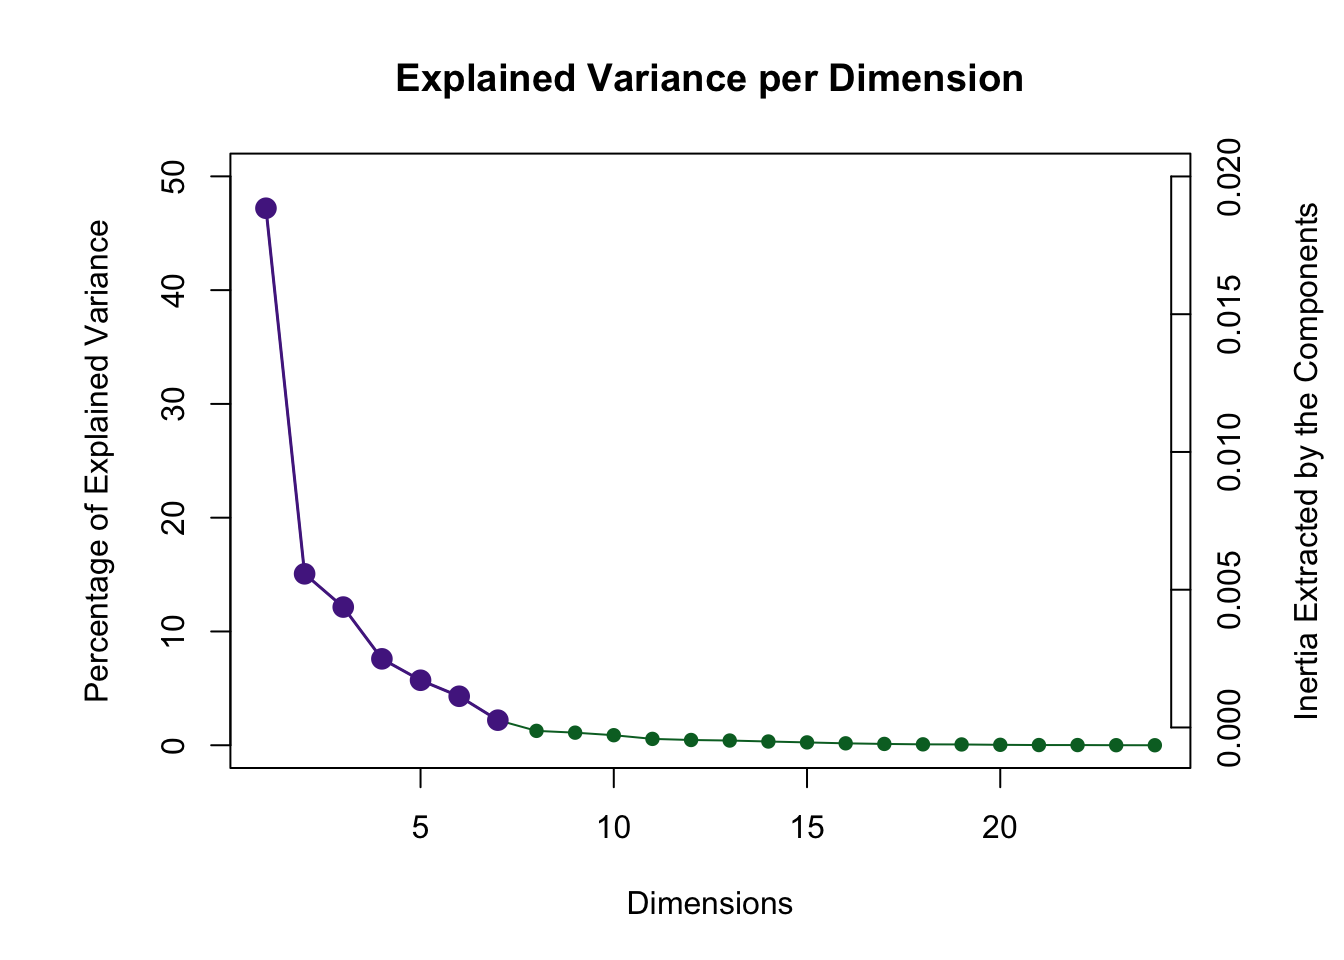 Explained Variance per Dimension
Percentage of Explained Variance
50
40
30
20
10
0
0.020
0.015
0.010
0.005
0.000
Inertia Extracted by the Components
5 10 15 20
Dimensions